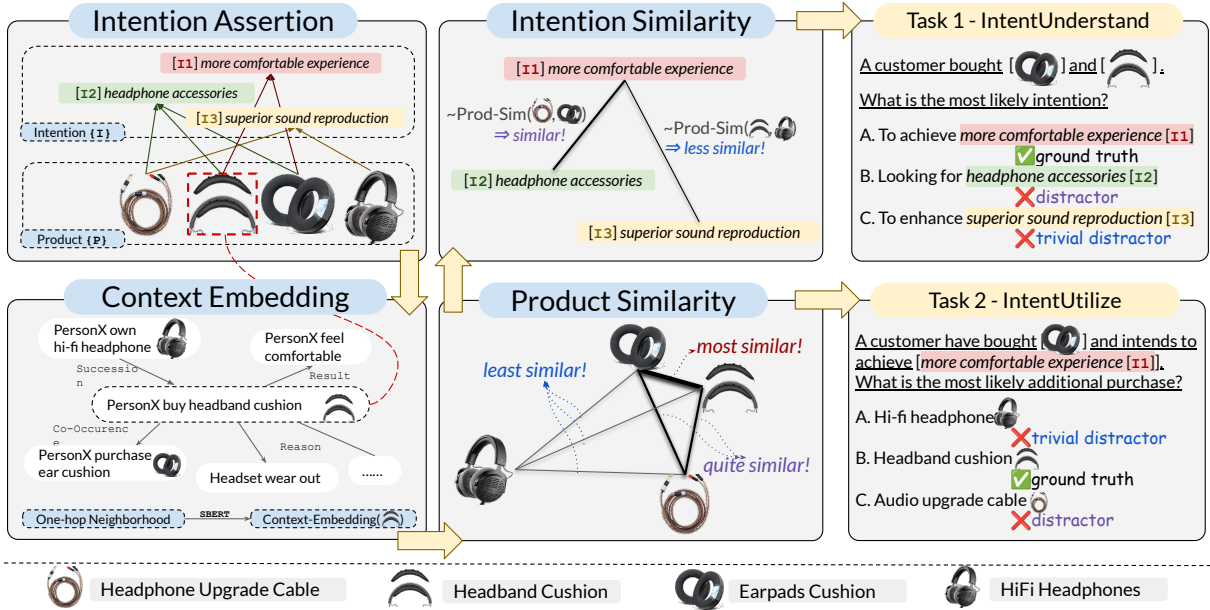 Intention Assertion
[I1] more comfortable experience
[I2] headphone accessories
[I3] superior sound reproduction
Intention {I}
Product {P}
Context Embedding
PersonX own
hi-fi headphone
PersonX feel
comfortable
Successio
n
Result
PersonX buy headband cushion
Co-Occurenc
e
Reason
PersonX purchase
ear cushion
Headset wear out
......
One-hop Neighborhood
SBERT
Context-Embedding( )
Intention Similarity
[I1] more comfortable experience
~Prod-Sim( , )
⇒ similar!
~Prod-Sim( , )
⇒ less similar!
[I2] headphone accessories
[I3] superior sound reproduction
Product Similarity
most similar!
least similar!
quite similar!
Task 1 - IntentUnderstand
A customer bought [ ] and [ ] .
What is the most likely intention?
A. To achieve more comfortable experience [I1]
✅ground truth
B. Looking for headphone accessories [I2]
❌distractor
C. To enhance superior sound reproduction [I3]
❌trivial distractor
Task 2 - IntentUtilize
A customer have bought [ ] and intends to
achieve [more comfortable experience [I1]].
What is the most likely additional purchase?
A. Hi-fi headphone
❌trivial distractor
B. Headband cushion
✅ground truth
C. Audio upgrade cable
❌distractor
Headphone Upgrade Cable
Headband Cushion
Earpads Cushion
HiFi Headphones